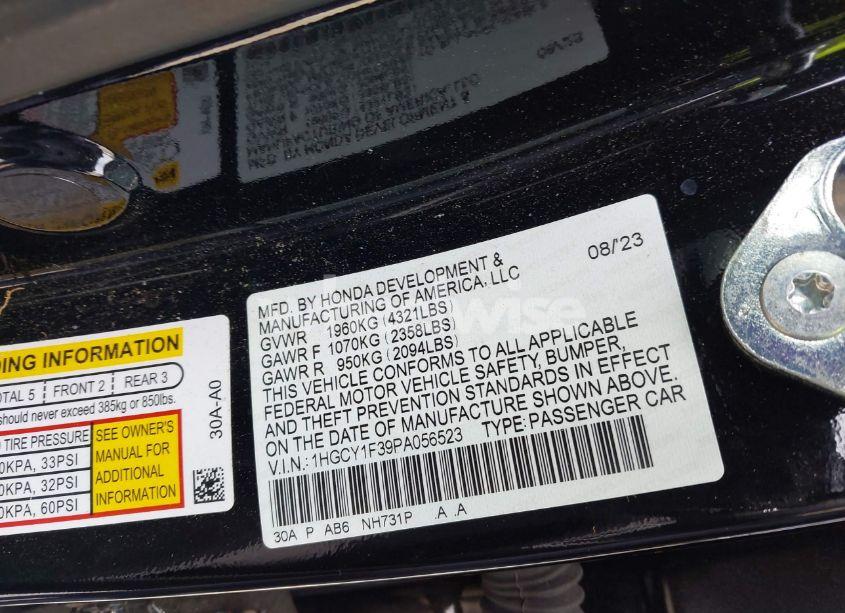 08/'23
MFD. BY HONDA DEVELOPMENT &
MANUFACTURING OF AMERICA, LLC
GVWR 1960KG (4321LBS)
GAWR F 1070KG (2358LBS)
GAWR R 950KG (2094LBS)
THIS VEHICLE CONFORMS TO ALL APPLICABLE
FEDERAL MOTOR VEHICLE SAFETY, BUMPER,
AND THEFT PREVENTION STANDARDS IN EFFECT
ON THE DATE OF MANUFACTURE SHOWN ABOVE.
V.I.N.: 1HGCY1F39PA056523 TYPE: PASSENGER CAR
30A P AB6 NH731P .A .A
DING INFORMATION
OTAL 5 FRONT 2 REAR 3
should never exceed 385kg or 850lbs.
TIRE PRESSURE
0KPA, 33PSI
0KPA, 32PSI
0KPA, 60PSI
SEE OWNER'S
MANUAL FOR
ADDITIONAL
INFORMATION
30A-A0
wise